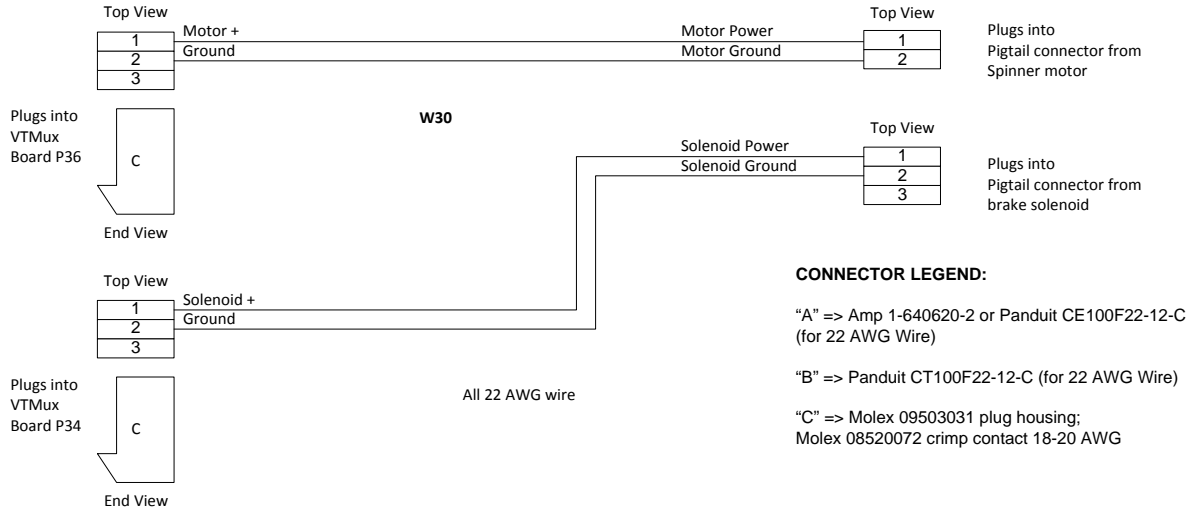 Top View
1
2
3
Motor +
Ground
Motor Power
Motor Ground
Top View
1
2
Plugs into
Pigtail connector from
Spinner motor
Plugs into
VTMux
Board P36
C
End View
W30
Solenoid Power
Solenoid Ground
Top View
1
2
3
Plugs into
Pigtail connector from
brake solenoid
Top View
1
2
3
Solenoid +
Ground
Plugs into
VTMux
Board P34
C
End View
All 22 AWG wire
CONNECTOR LEGEND:
“A” => Amp 1-640620-2 or Panduit CE100F22-12-C
(for 22 AWG Wire)
“B” => Panduit CT100F22-12-C (for 22 AWG Wire)
“C” => Molex 09503031 plug housing;
Molex 08520072 crimp contact 18-20 AWG